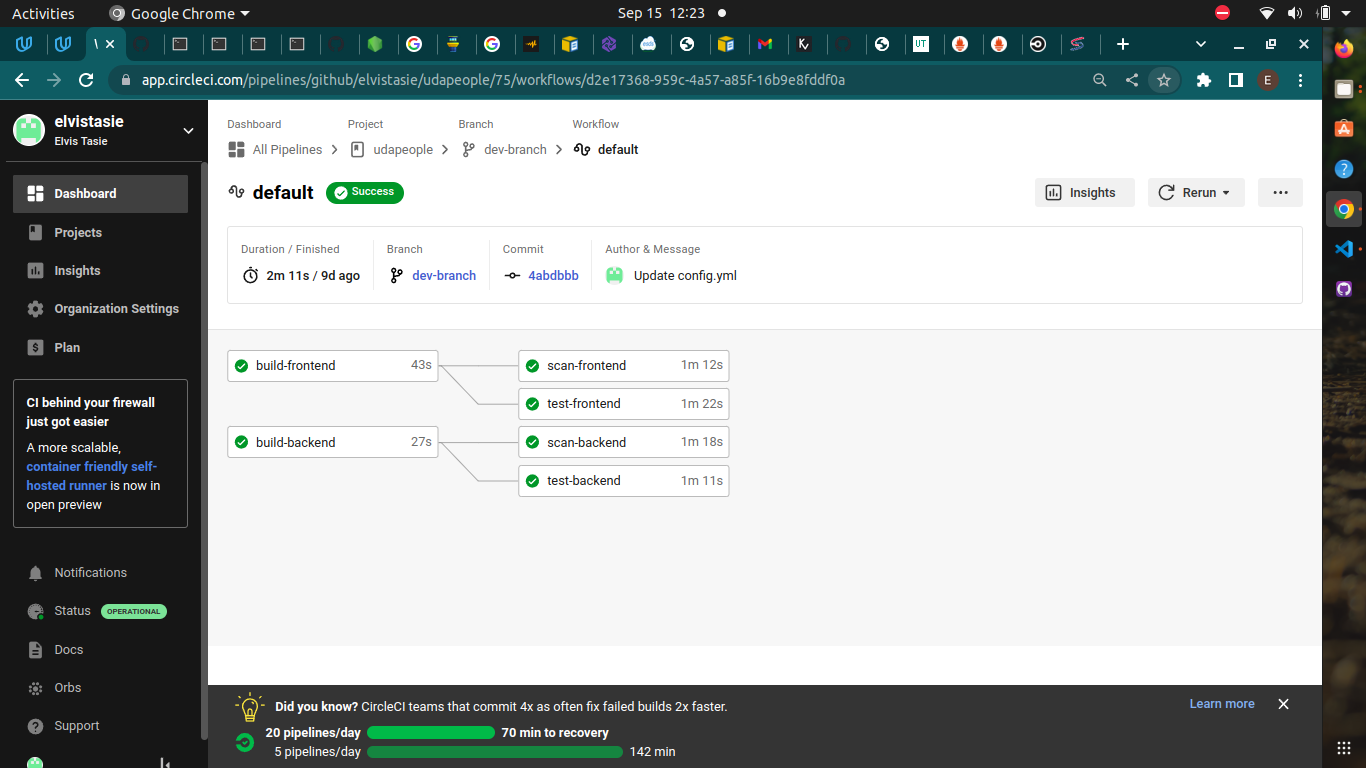 Activities
Google Chrome
Sep 15 12:23
app.circleci.com/pipelines/github/elvistasie/udapeople/75/workflows/d2e17368-959c-4a57-a85f-16b9e8fddf0a
E
elvistasie
Elvis Tasie
Dashboard
Projects
Insights
Organization Settings
Plan
CI behind your firewall
just got easier
A more scalable,
container friendly self-
hosted runner is now in
open preview
Notifications
Status OPERATIONAL
Docs
Orbs
Support
Dashboard Project Branch Workflow
All Pipelines udapeople dev-branch default
default Success
Insights Rerun
Duration / Finished Branch Commit Author & Message
2m 11s / 9d ago dev-branch 4abdbbb Update config.yml
build-frontend 43s scan-frontend 1m 12s
test-frontend 1m 22s
build-backend 27s scan-backend 1m 18s
test-backend 1m 11s
Did you know? CircleCI teams that commit 4x as often fix failed builds 2x faster.
Learn more
20 pipelines/day 70 min to recovery
5 pipelines/day 142 min